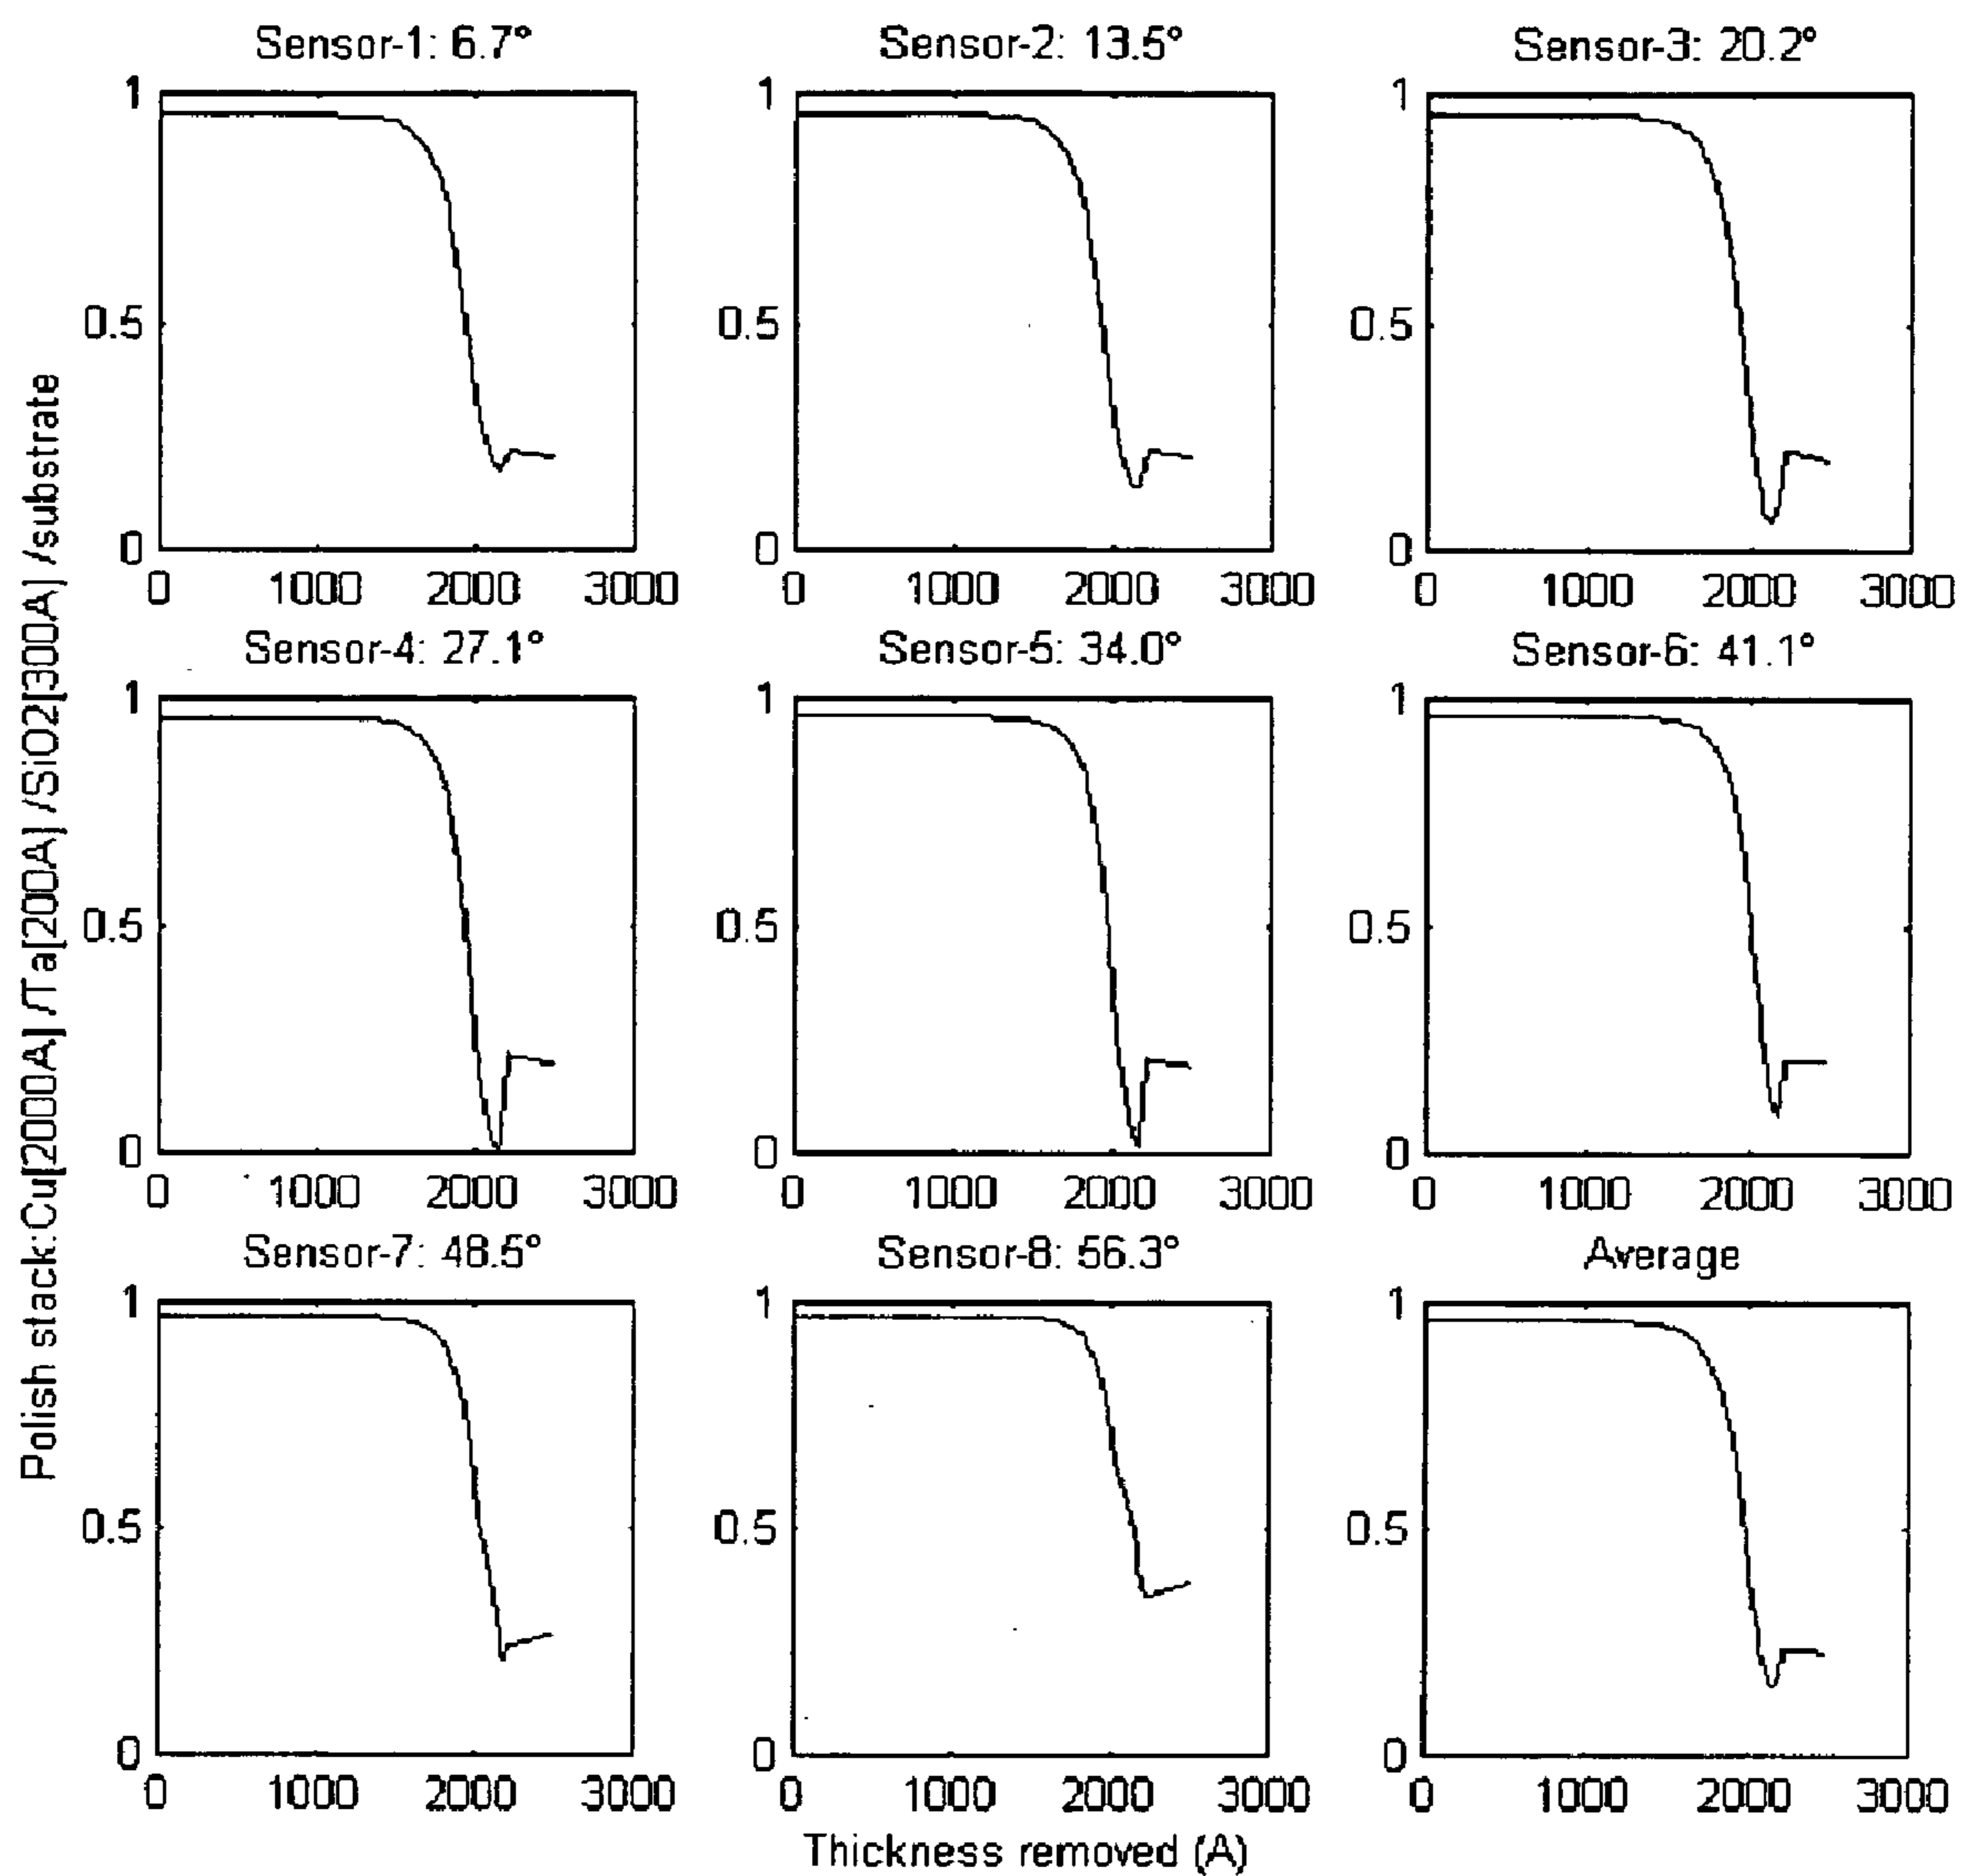 Sensor-1: 6.7°
Sensor-2: 13.5°
Sensor-3: 20.2°
1
0.5
0
0 1000 2000 3000
1
0.5
0
0 1000 2000 3000
1
0.5
0
0 1000 2000 3000
Sensor-4: 27.1°
Sensor-5: 34.0°
Sensor-6: 41.1°
1
0.5
0
0 1000 2000 3000
1
0.5
0
0 1000 2000 3000
1
0.5
0
0 1000 2000 3000
Sensor-7: 48.5°
Sensor-8: 56.3°
Average
1
0.5
0
0 1000 2000 3000
1
0.5
0
0 1000 2000 3000
1
0.5
0
0 1000 2000 3000
Thickness removed (A)
Polish stack:Cu[2000A] /Ta[200A] /SiO2[300A] /substrate